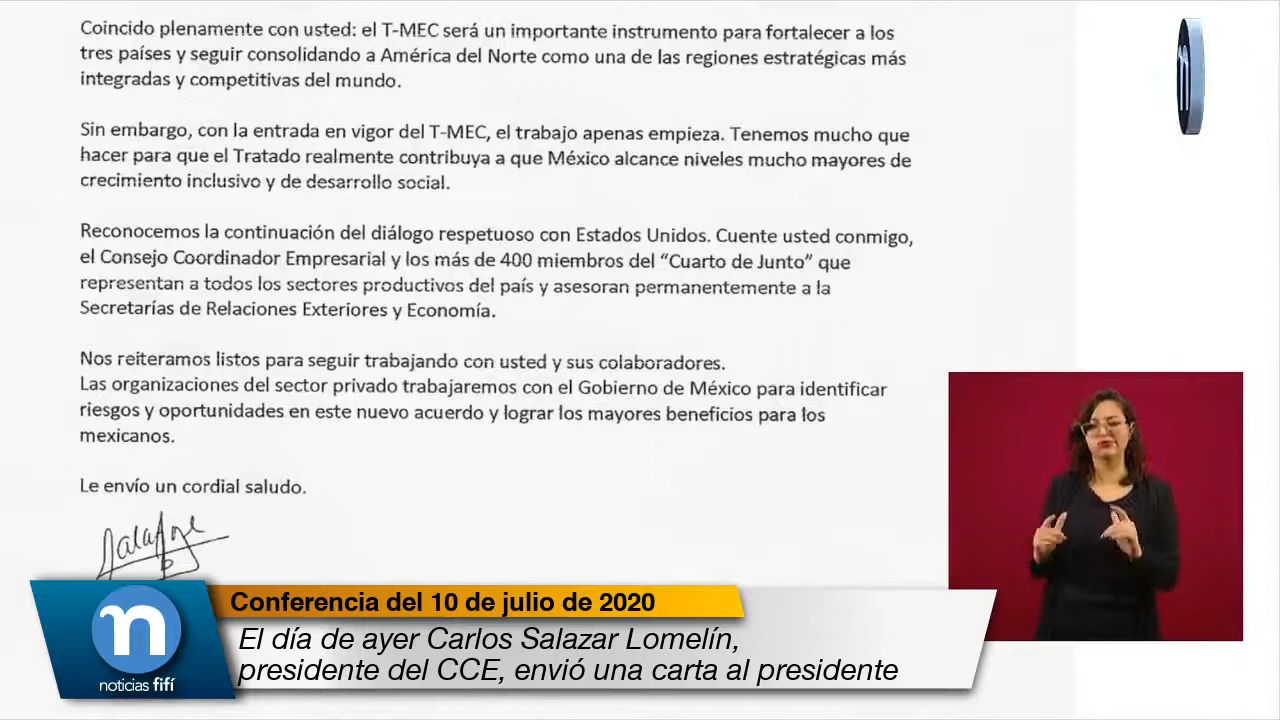 Coincido plenamente con usted: el T-MEC será un importante instrumento para fortalecer a los
tres países y seguir consolidando a América del Norte como una de las regiones estratégicas más
integradas y competitivas del mundo.
Sin embargo, con la entrada en vigor del T-MEC, el trabajo apenas empieza. Tenemos mucho que
hacer para que el Tratado realmente contribuya a que México alcance niveles mucho mayores de
crecimiento inclusivo y de desarrollo social.
Reconocemos la continuación del diálogo respetuoso con Estados Unidos. Cuente usted conmigo,
el Consejo Coordinador Empresarial y los más de 400 miembros del “Cuarto de Junto” que
representan a todos los sectores productivos del país y asesoran permanentemente a la
Secretarías de Relaciones Exteriores y Economía.
Nos reiteramos listos para seguir trabajando con usted y sus colaboradores.
Las organizaciones del sector privado trabajaremos con el Gobierno de México para identificar
riesgos y oportunidades en este nuevo acuerdo y lograr los mayores beneficios para los
mexicanos.
Le envío un cordial saludo.
n
Conferencia del 10 de julio de 2020
El día de ayer Carlos Salazar Lomelín,
presidente del CCE, envió una carta al presidente
n
noticias fifí